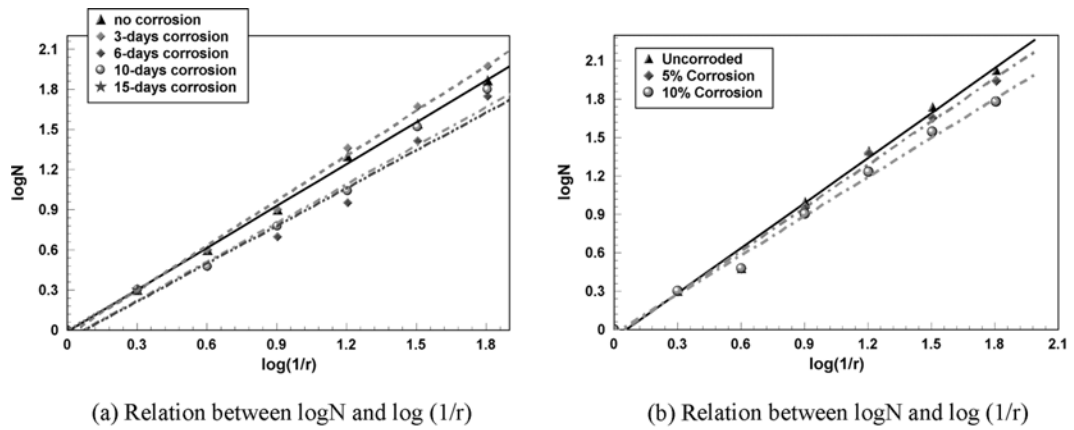 no corrosion
3-days corrosion
6-days corrosion
10-days corrosion
15-days corrosion
2.1
1.8
1.5
1.2
0.9
0.6
0.3
0
logN
0 0.3 0.6 0.9 1.2 1.5 1.8
log(1/r)
(a) Relation between logN and log (1/r)
Uncorroded
5% Corrosion
10% Corrosion
2.1
1.8
1.5
1.2
0.9
0.6
0.3
0
logN
0 0.3 0.6 0.9 1.2 1.5 1.8 2.1
log(1/r)
(b) Relation between logN and log (1/r)